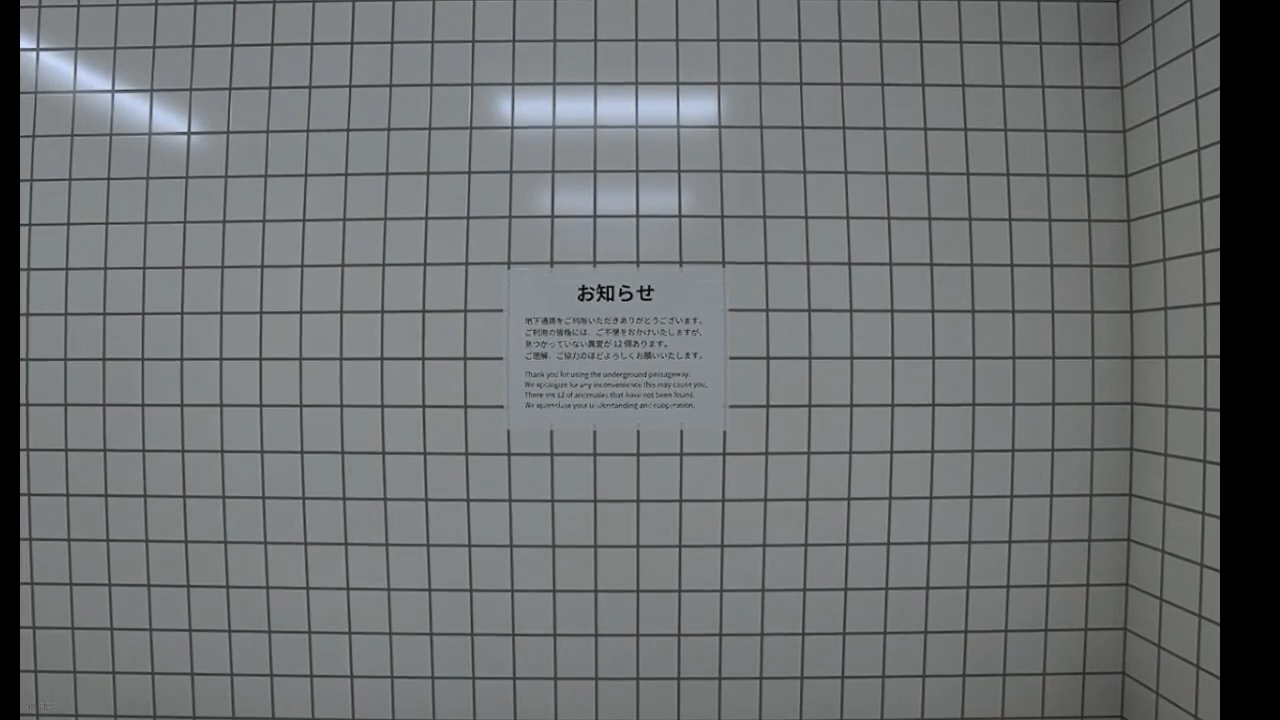 お知らせ
地下通路をご利用いただきありがとうございます。
ご利用の皆様には、ご不便をおかけいたしますが、
見つかっていない異変が 12 個あります。
ご理解、ご協力のほどよろしくお願いいたします。
Thank you for using the underground passageway.
We apologize for any inconvenience this may cause you.
There are 12 of anomalies that have not been found.
We appreciate your understanding and cooperation.